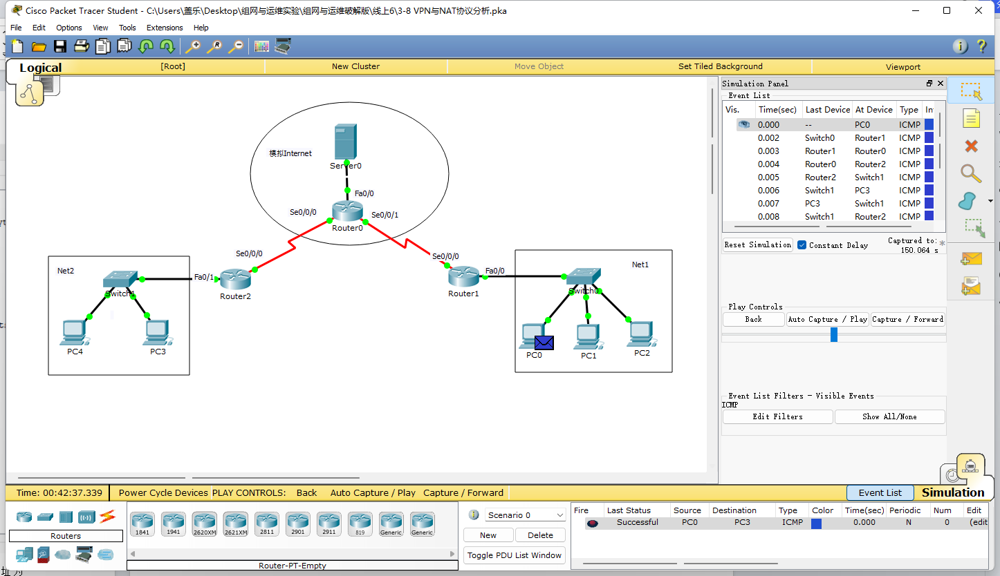 Cisco Packet Tracer Student - C:\Users\盖乐\Desktop\组网与运维实验\组网与运维破解版\线上6\3-8 VPN与NAT协议分析.pka
File Edit Options View Tools Extensions Help
Logical [Root] New Cluster Move Object Set Tiled Background Viewport
模拟Internet
Server0
Fa0/0
Se0/0/0
Se0/0/1
Router0
Se0/0/0
Se0/0/0
Net2
Fa0/1
Switch1
Router2
PC4
PC3
Fa0/0
Router1
Net1
Switch0
PC0
PC1
PC2
Simulation Panel
Event List
Vis. Time(sec) Last Device At Device Type In
0.000 -- PC0 ICMP
0.002 Switch0 Router1 ICMP
0.003 Router1 Router0 ICMP
0.004 Router0 Router2 ICMP
0.005 Router2 Switch1 ICMP
0.006 Switch1 PC3 ICMP
0.007 PC3 Switch1 ICMP
0.008 Switch1 Router2 ICMP
Reset Simulation Constant Delay Captured to: *
150.064 s
Play Controls
Back Auto Capture / Play Capture / Forward
Event List Filters - Visible Events
ICMP
Edit Filters Show All/None
Time: 00:42:37.339 Power Cycle Devices PLAY CONTROLS: Back Auto Capture / Play Capture / Forward Event List Simulation
Routers
1841 1941 2620XM 2621XM 2811 2901 2911 819 Generic Generic
Router-PT-Empty
Scenario 0
New Delete
Toggle PDU List Window
Fire Last Status Source Destination Type Color Time(sec) Periodic Num Edit
Successful PC0 PC3 ICMP 0.000 N 0 (edit